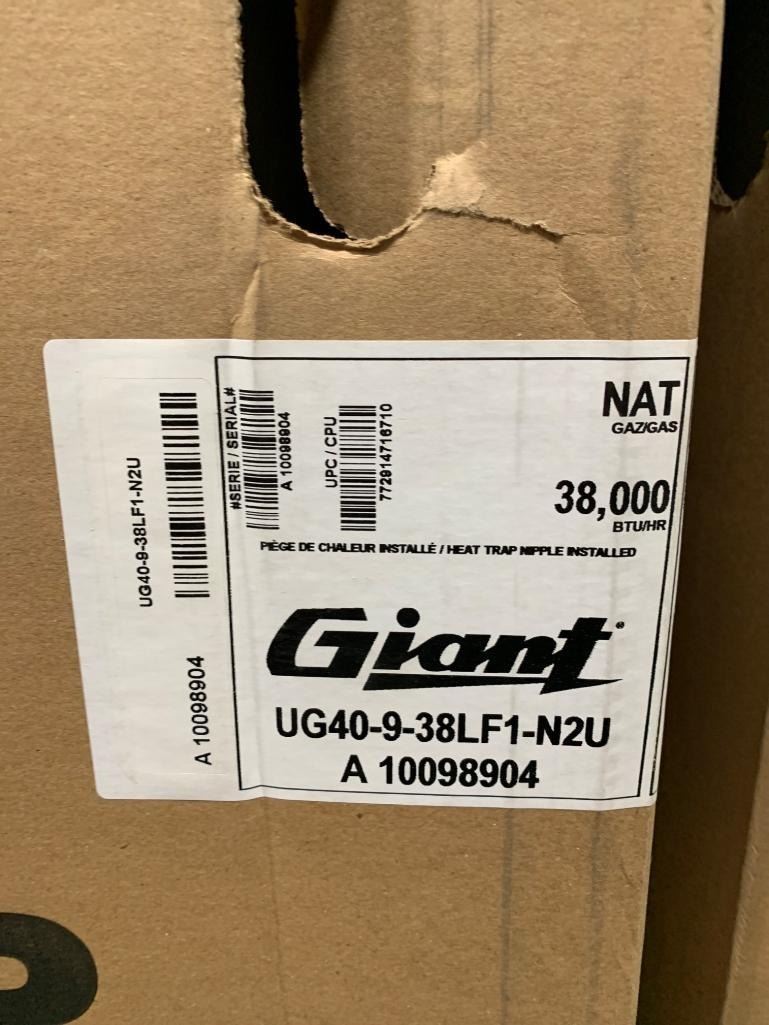 UG40-9-38LF1-N2U
A 10098904
#SERIE / SERIAL#
A 10098904
UPC / CPU
772914716710
NAT
GAZ/GAS
38,000
BTU/HR
PIÈGE DE CHALEUR INSTALLÉ / HEAT TRAP NIPPLE INSTALLED
Giant®
UG40-9-38LF1-N2U
A 10098904